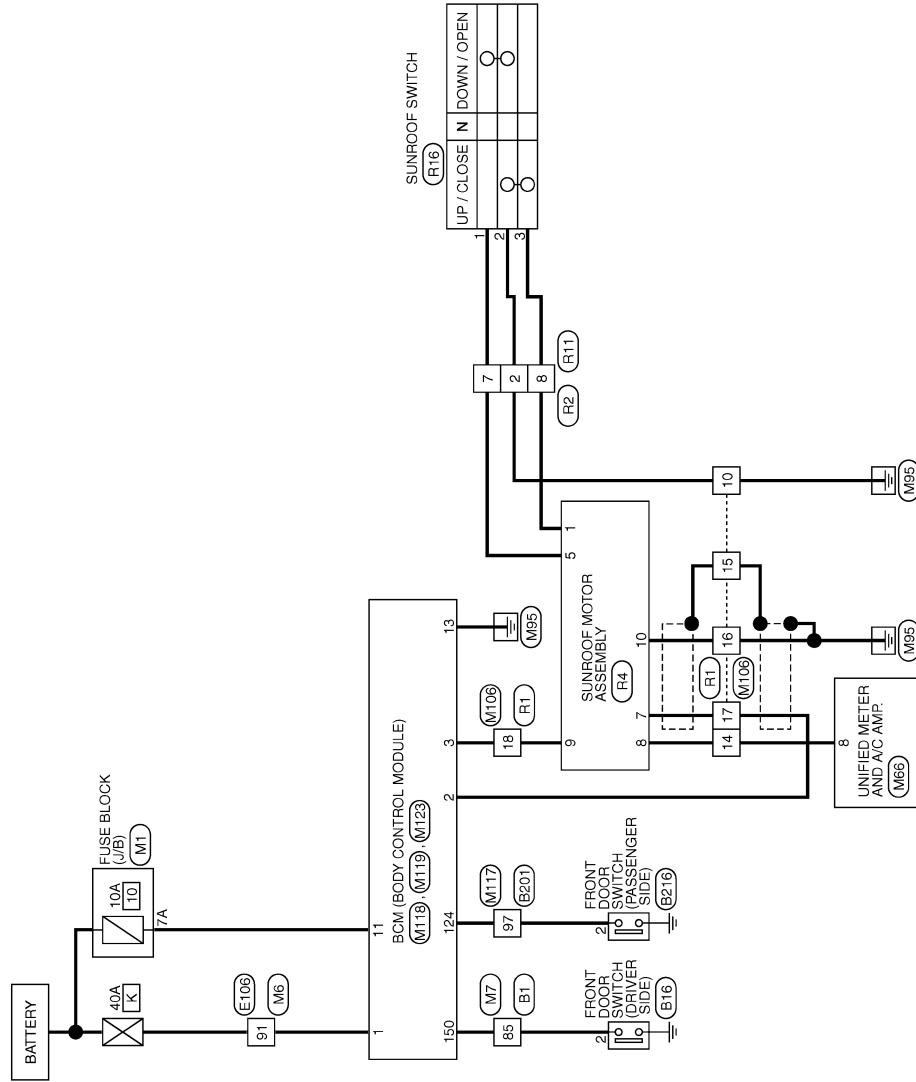 BATTERY
40A
K
E106
91
M6
FUSE BLOCK
(J/B)
M1
10A
10
7A
1
11
BCM (BODY CONTROL MODULE)
M118 , M119 , M123
150
124
2
3
13
M7
85
B1
M117
97
B201
M106
18
R1
M95
2
FRONT
DOOR
SWITCH
(DRIVER
SIDE)
B16
2
FRONT
DOOR
SWITCH
(PASSENGER
SIDE)
B216
SUNROOF MOTOR
ASSEMBLY
R4
9
5
1
8
7
10
R1
M106
14
17
16
15
10
8
UNIFIED METER
AND A/C AMP.
M66
M95
M95
7
2
8
R2
R11
SUNROOF SWITCH
R16
UP / CLOSE
N
DOWN / OPEN
1
2
3